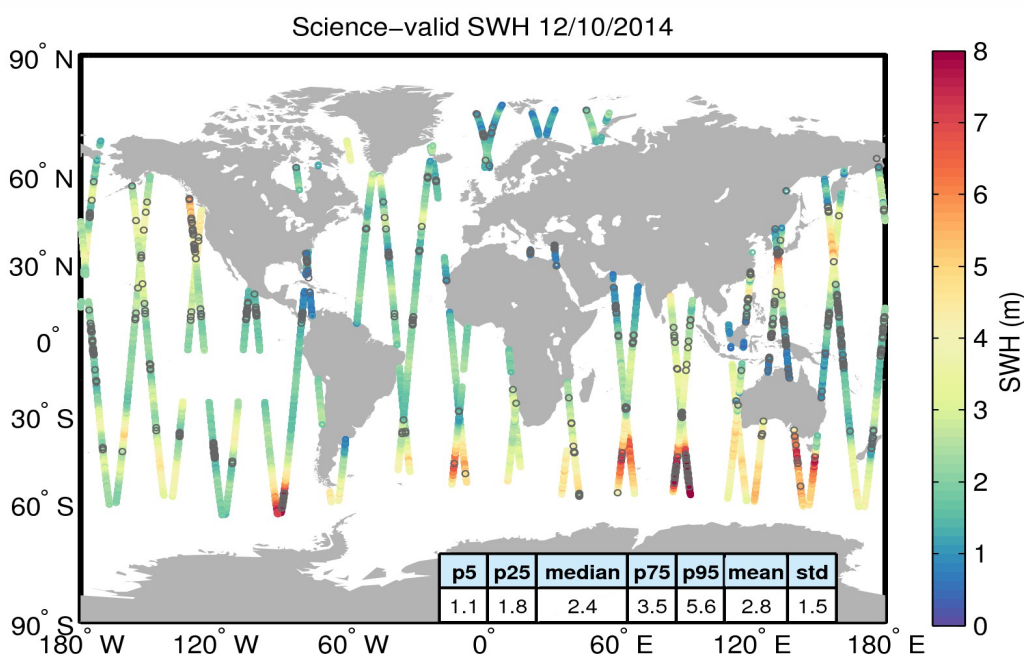 Science−valid SWH 12/10/2014
90° N
60° N
30° N
0°
30° S
60° S
90° S
180° W
120° W
60° W
0°
60° E
120° E
180° E
p5 p25 median p75 p95 mean std
1.1 1.8 2.4 3.5 5.6 2.8 1.5
8
7
6
5
4
3
2
1
0
SWH (m)